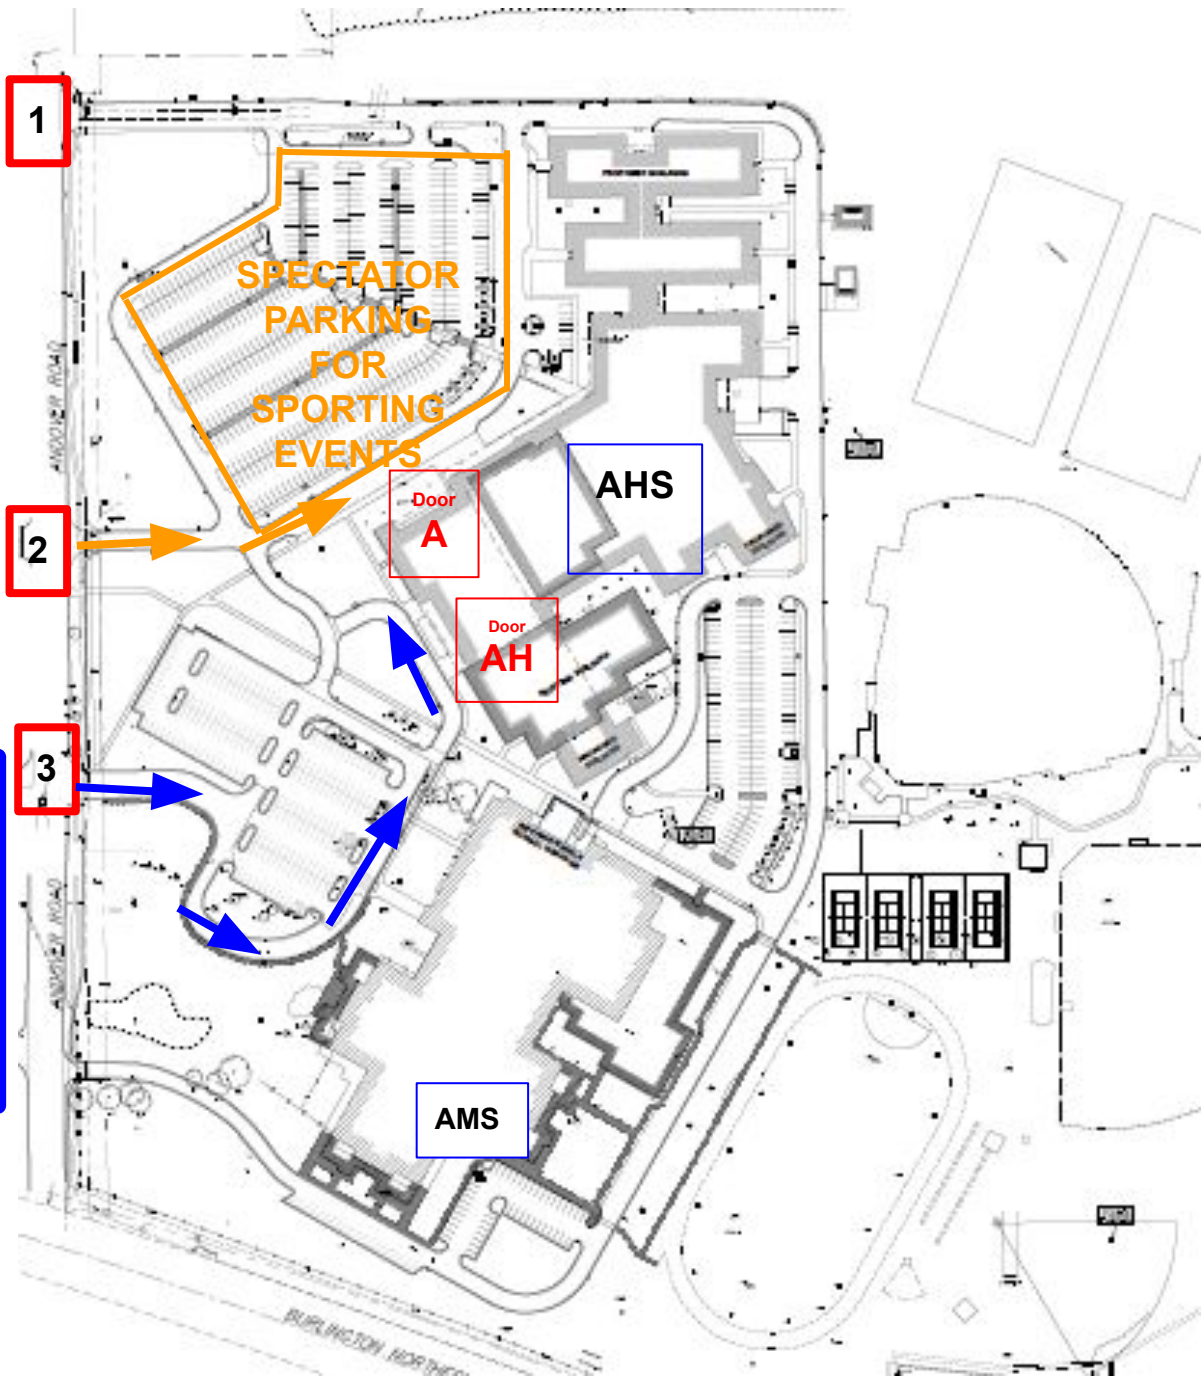 1
SPECTATOR
PARKING
FOR
SPORTING
EVENTS
ANDOVER ROAD
Door
A
AHS
2
Door
AH
3
ANDOVER ROAD
AMS
BURLINGTON NORTHERN